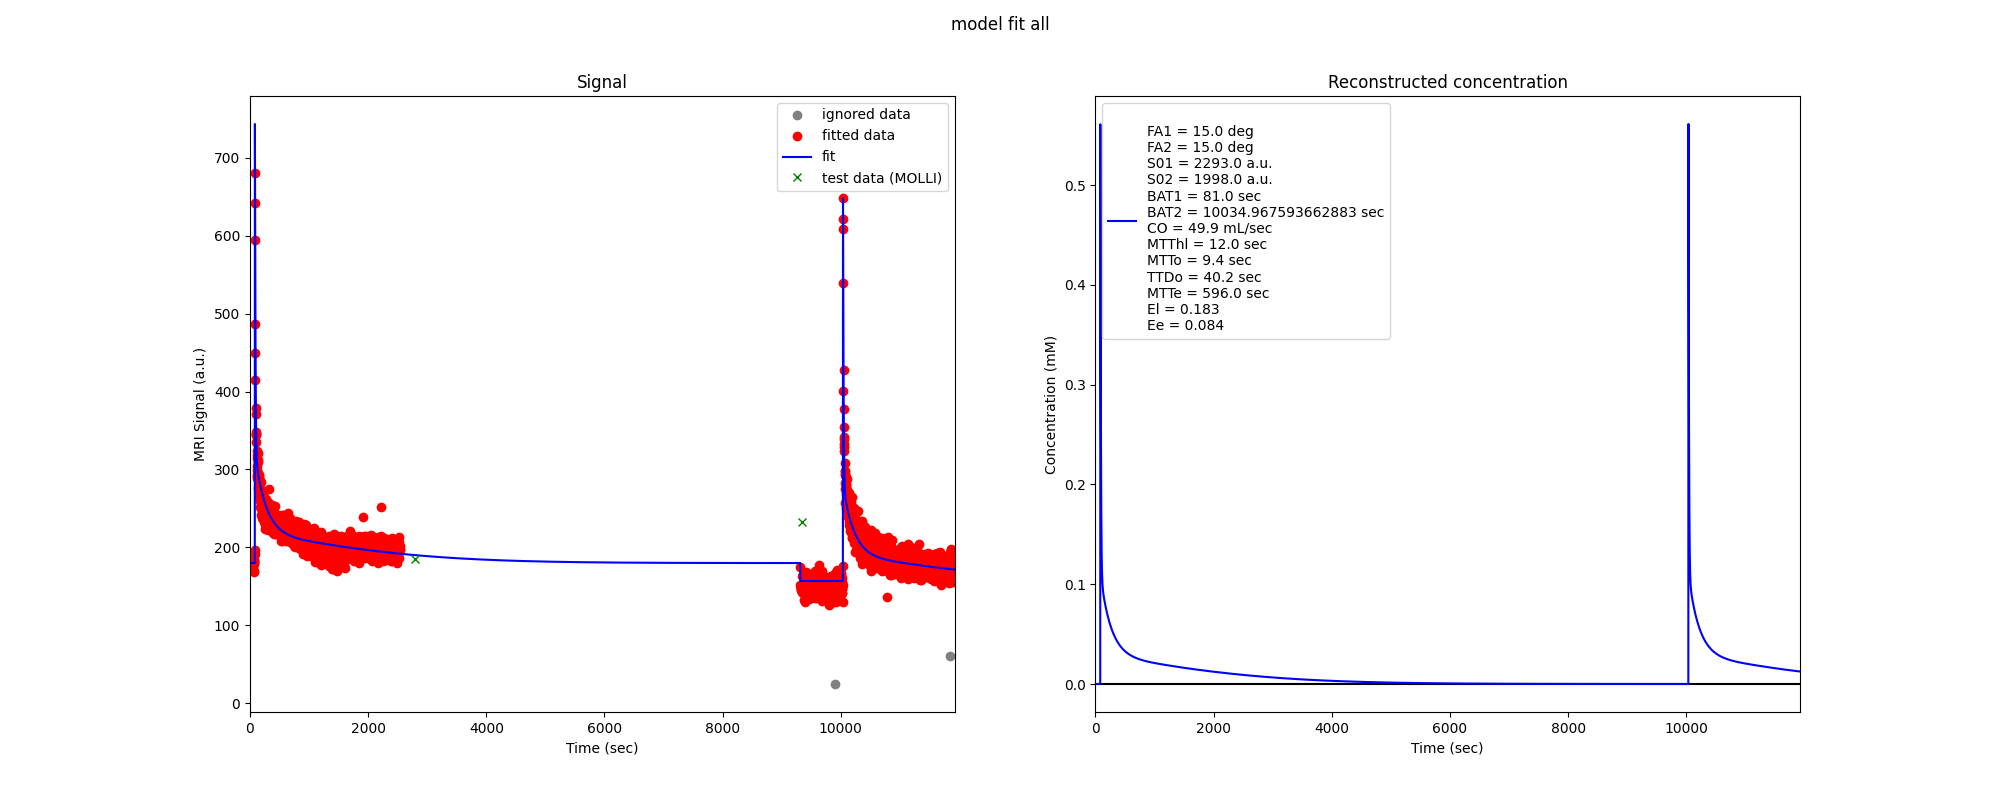 model fit all
Signal
MRI Signal (a.u.)
700
600
500
400
300
200
100
0
0 2000 4000 6000 8000 10000
Time (sec)
ignored data
fitted data
fit
test data (MOLLI)
Reconstructed concentration
Concentration (mM)
0.5
0.4
0.3
0.2
0.1
0.0
0 2000 4000 6000 8000 10000
Time (sec)
FA1 = 15.0 deg
FA2 = 15.0 deg
S01 = 2293.0 a.u.
S02 = 1998.0 a.u.
BAT1 = 81.0 sec
BAT2 = 10034.967593662883 sec
CO = 49.9 mL/sec
MTThl = 12.0 sec
MTTo = 9.4 sec
TTDo = 40.2 sec
MTTe = 596.0 sec
El = 0.183
Ee = 0.084